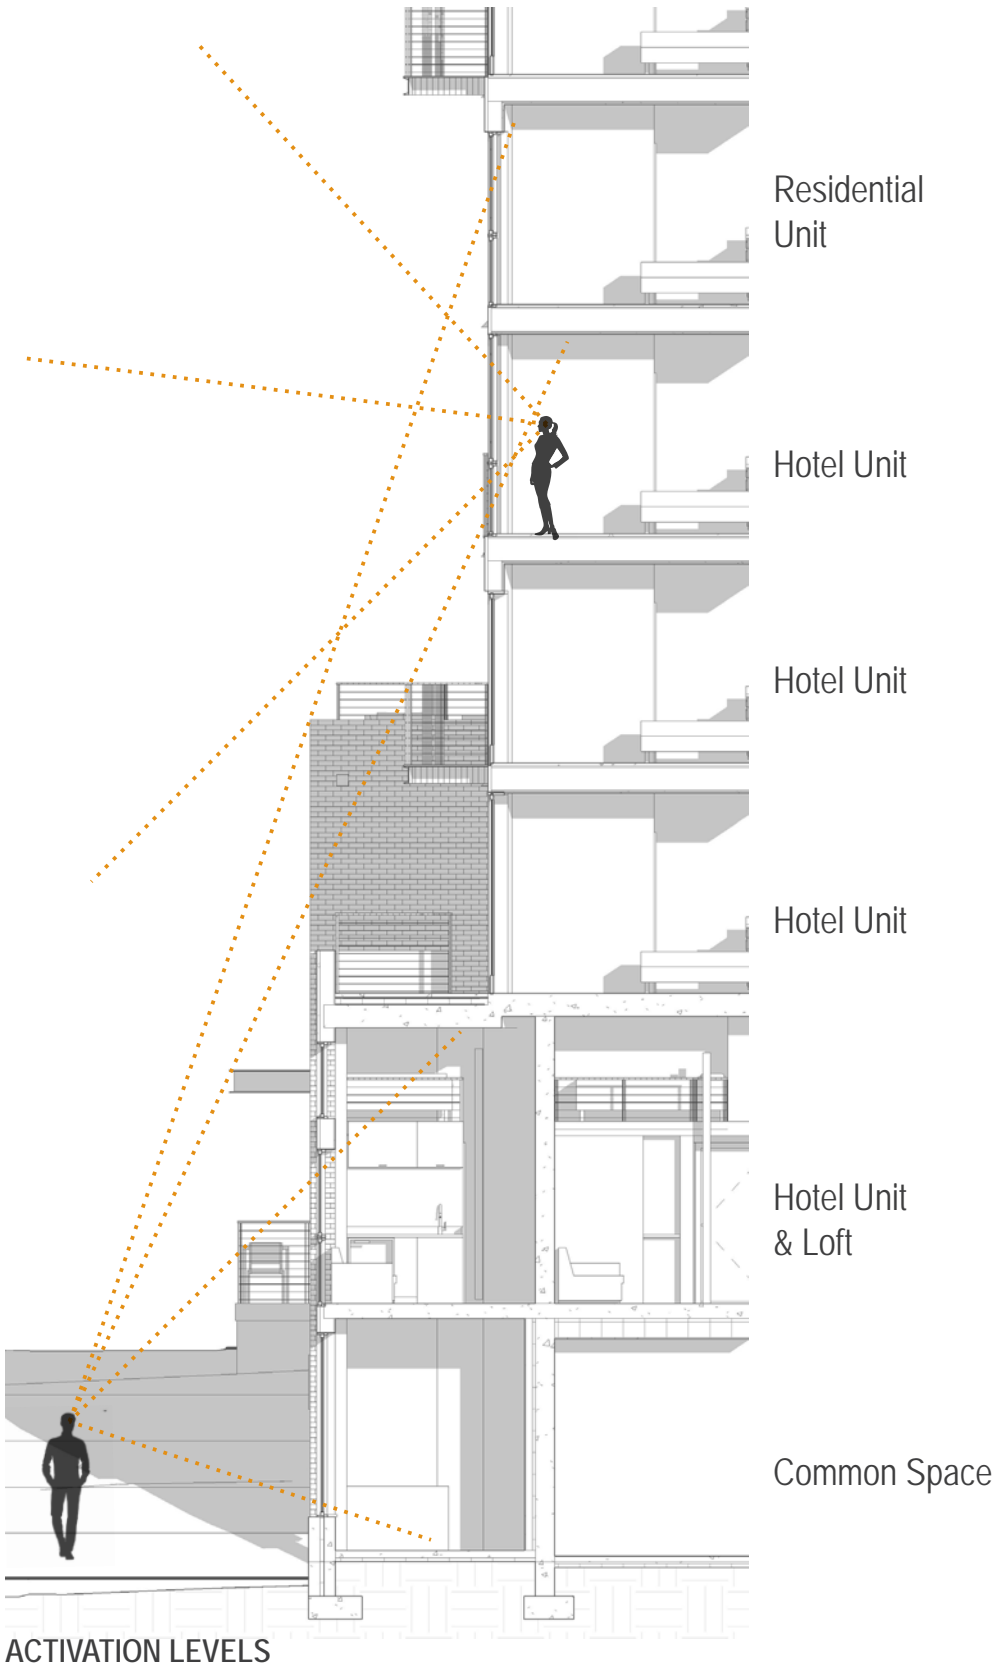 Residential
Unit
Hotel Unit
Hotel Unit
Hotel Unit
Hotel Unit
& Loft
Common Space
ACTIVATION LEVELS